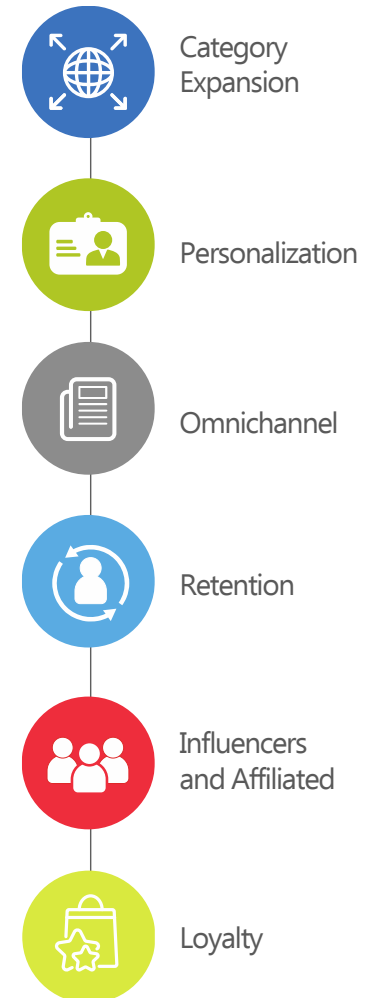 Category
Expansion
Personalization
Omnichannel
Retention
Influencers
and Affiliated
Loyalty